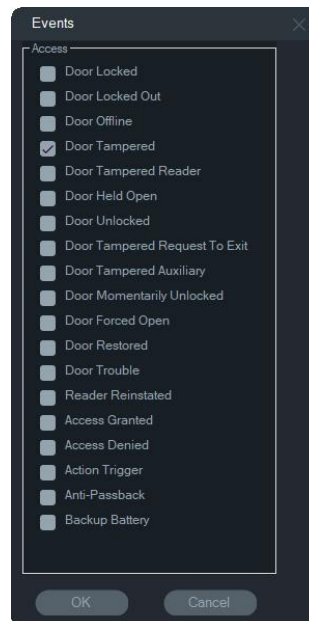 Events
Access
Door Locked
Door Locked Out
Door Offline
Door Tampered
Door Tampered Reader
Door Held Open
Door Unlocked
Door Tampered Request To Exit
Door Tampered Auxiliary
Door Momentarily Unlocked
Door Forced Open
Door Restored
Door Trouble
Reader Reinstated
Access Granted
Access Denied
Action Trigger
Anti-Passback
Backup Battery
OK
Cancel